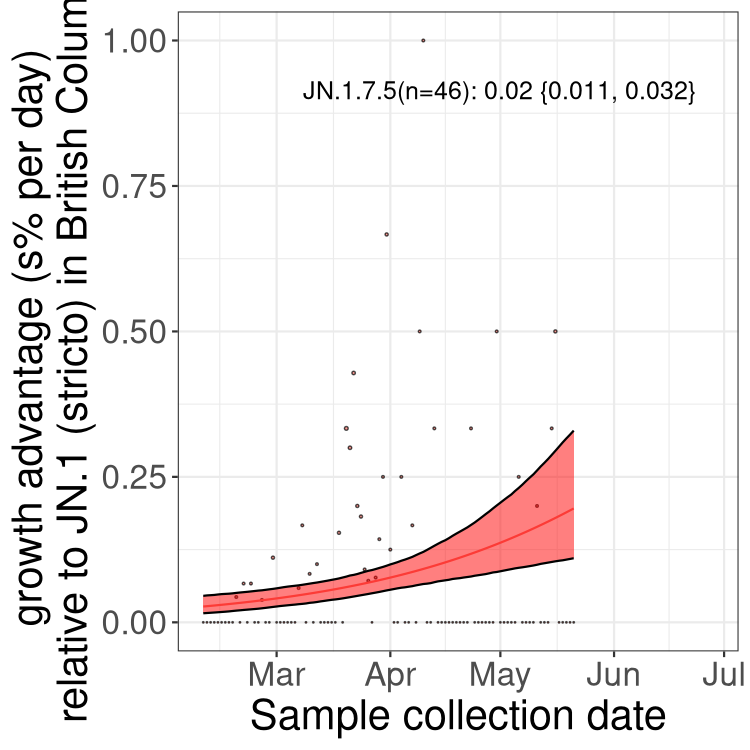 growth advantage (s% per day)
relative to JN.1 (stricto) in British Colum
1.00
0.75
0.50
0.25
0.00
JN.1.7.5(n=46): 0.02 {0.011, 0.032}
Mar Apr May Jun Jul
Sample collection date